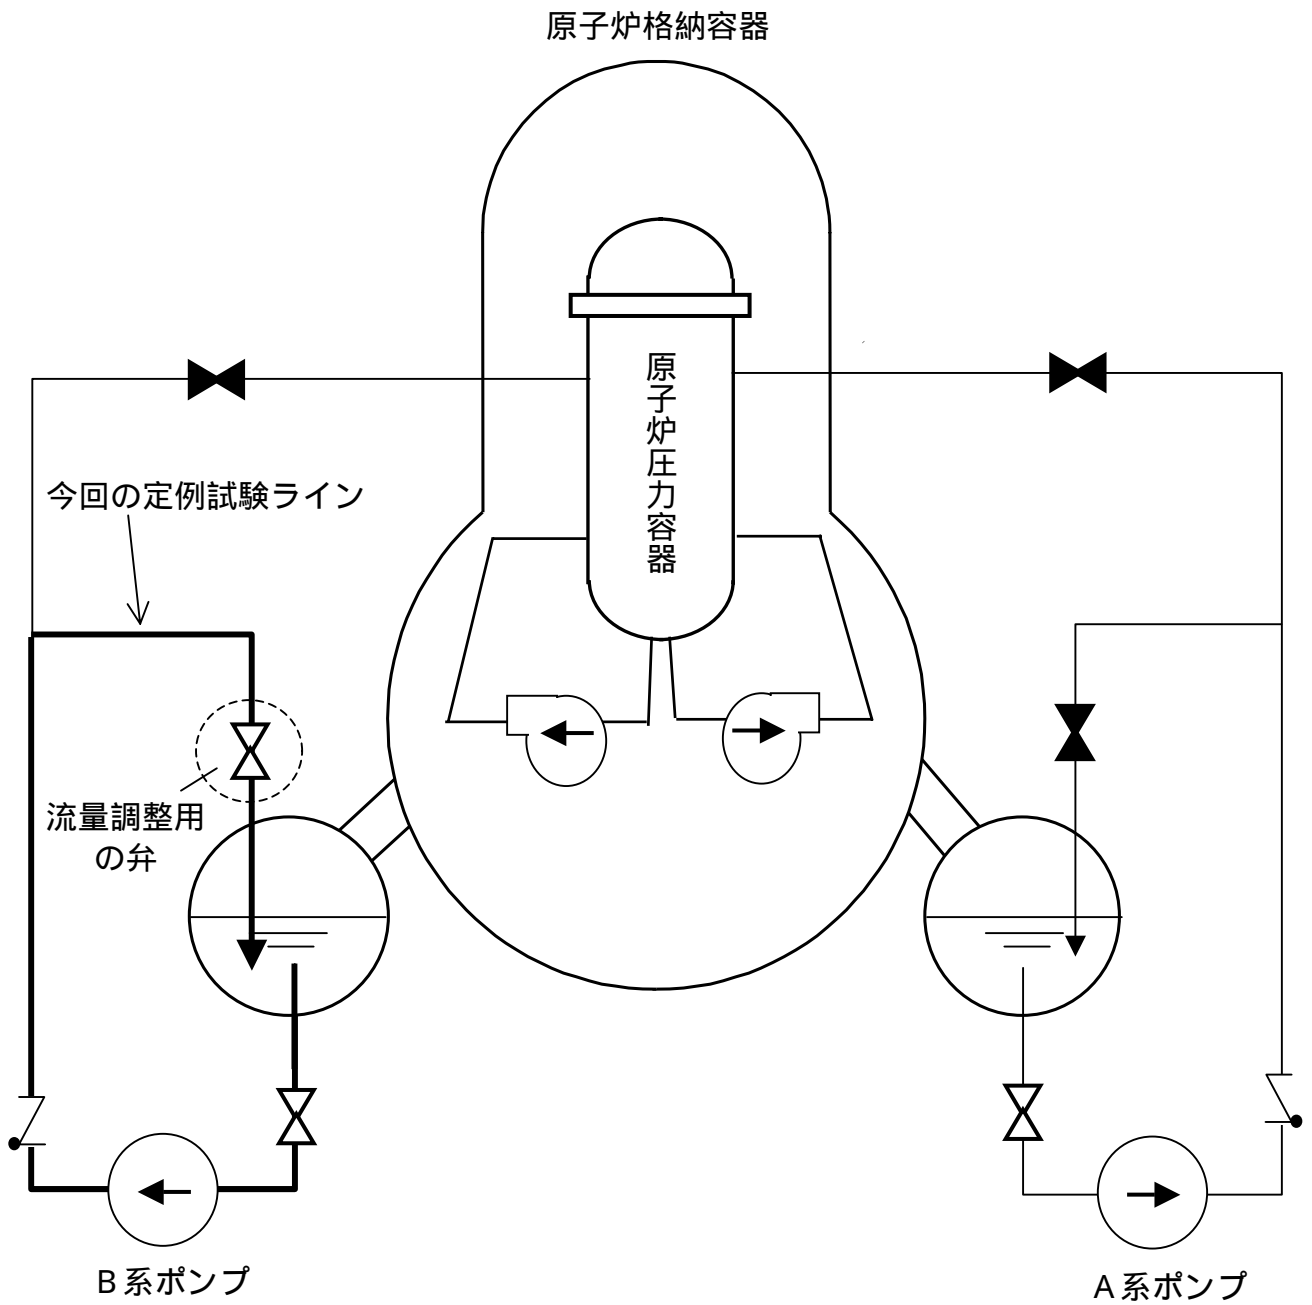 原子炉格納容器
原子炉圧力容器
今回の定例試験ライン
流量調整用
の弁
B系ポンプ
A系ポンプ